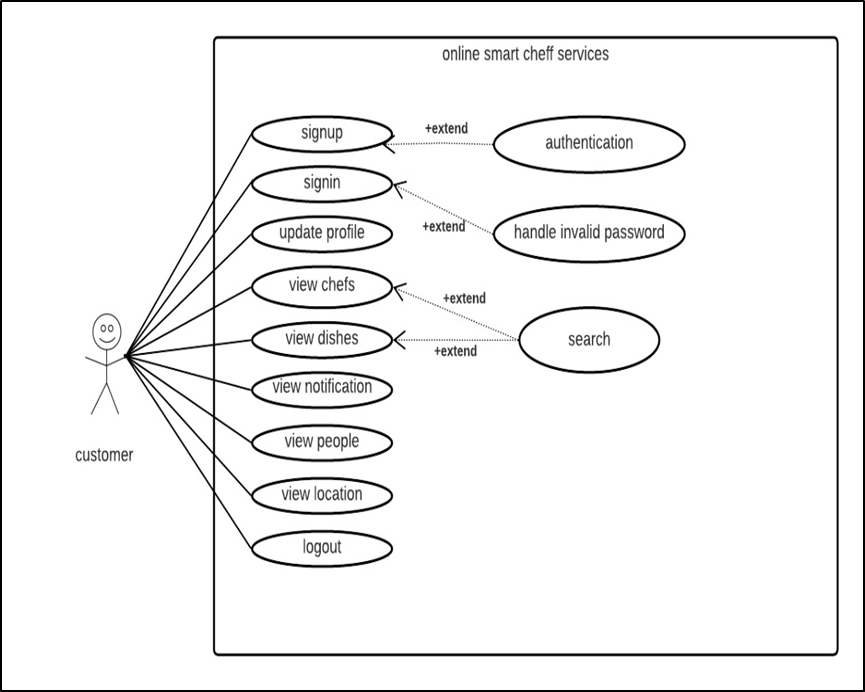 online smart cheff services
signup
+extend
authentication
signin
+extend
handle invalid password
update profile
view chefs
+extend
view dishes
+extend
search
view notification
view people
customer
view location
logout